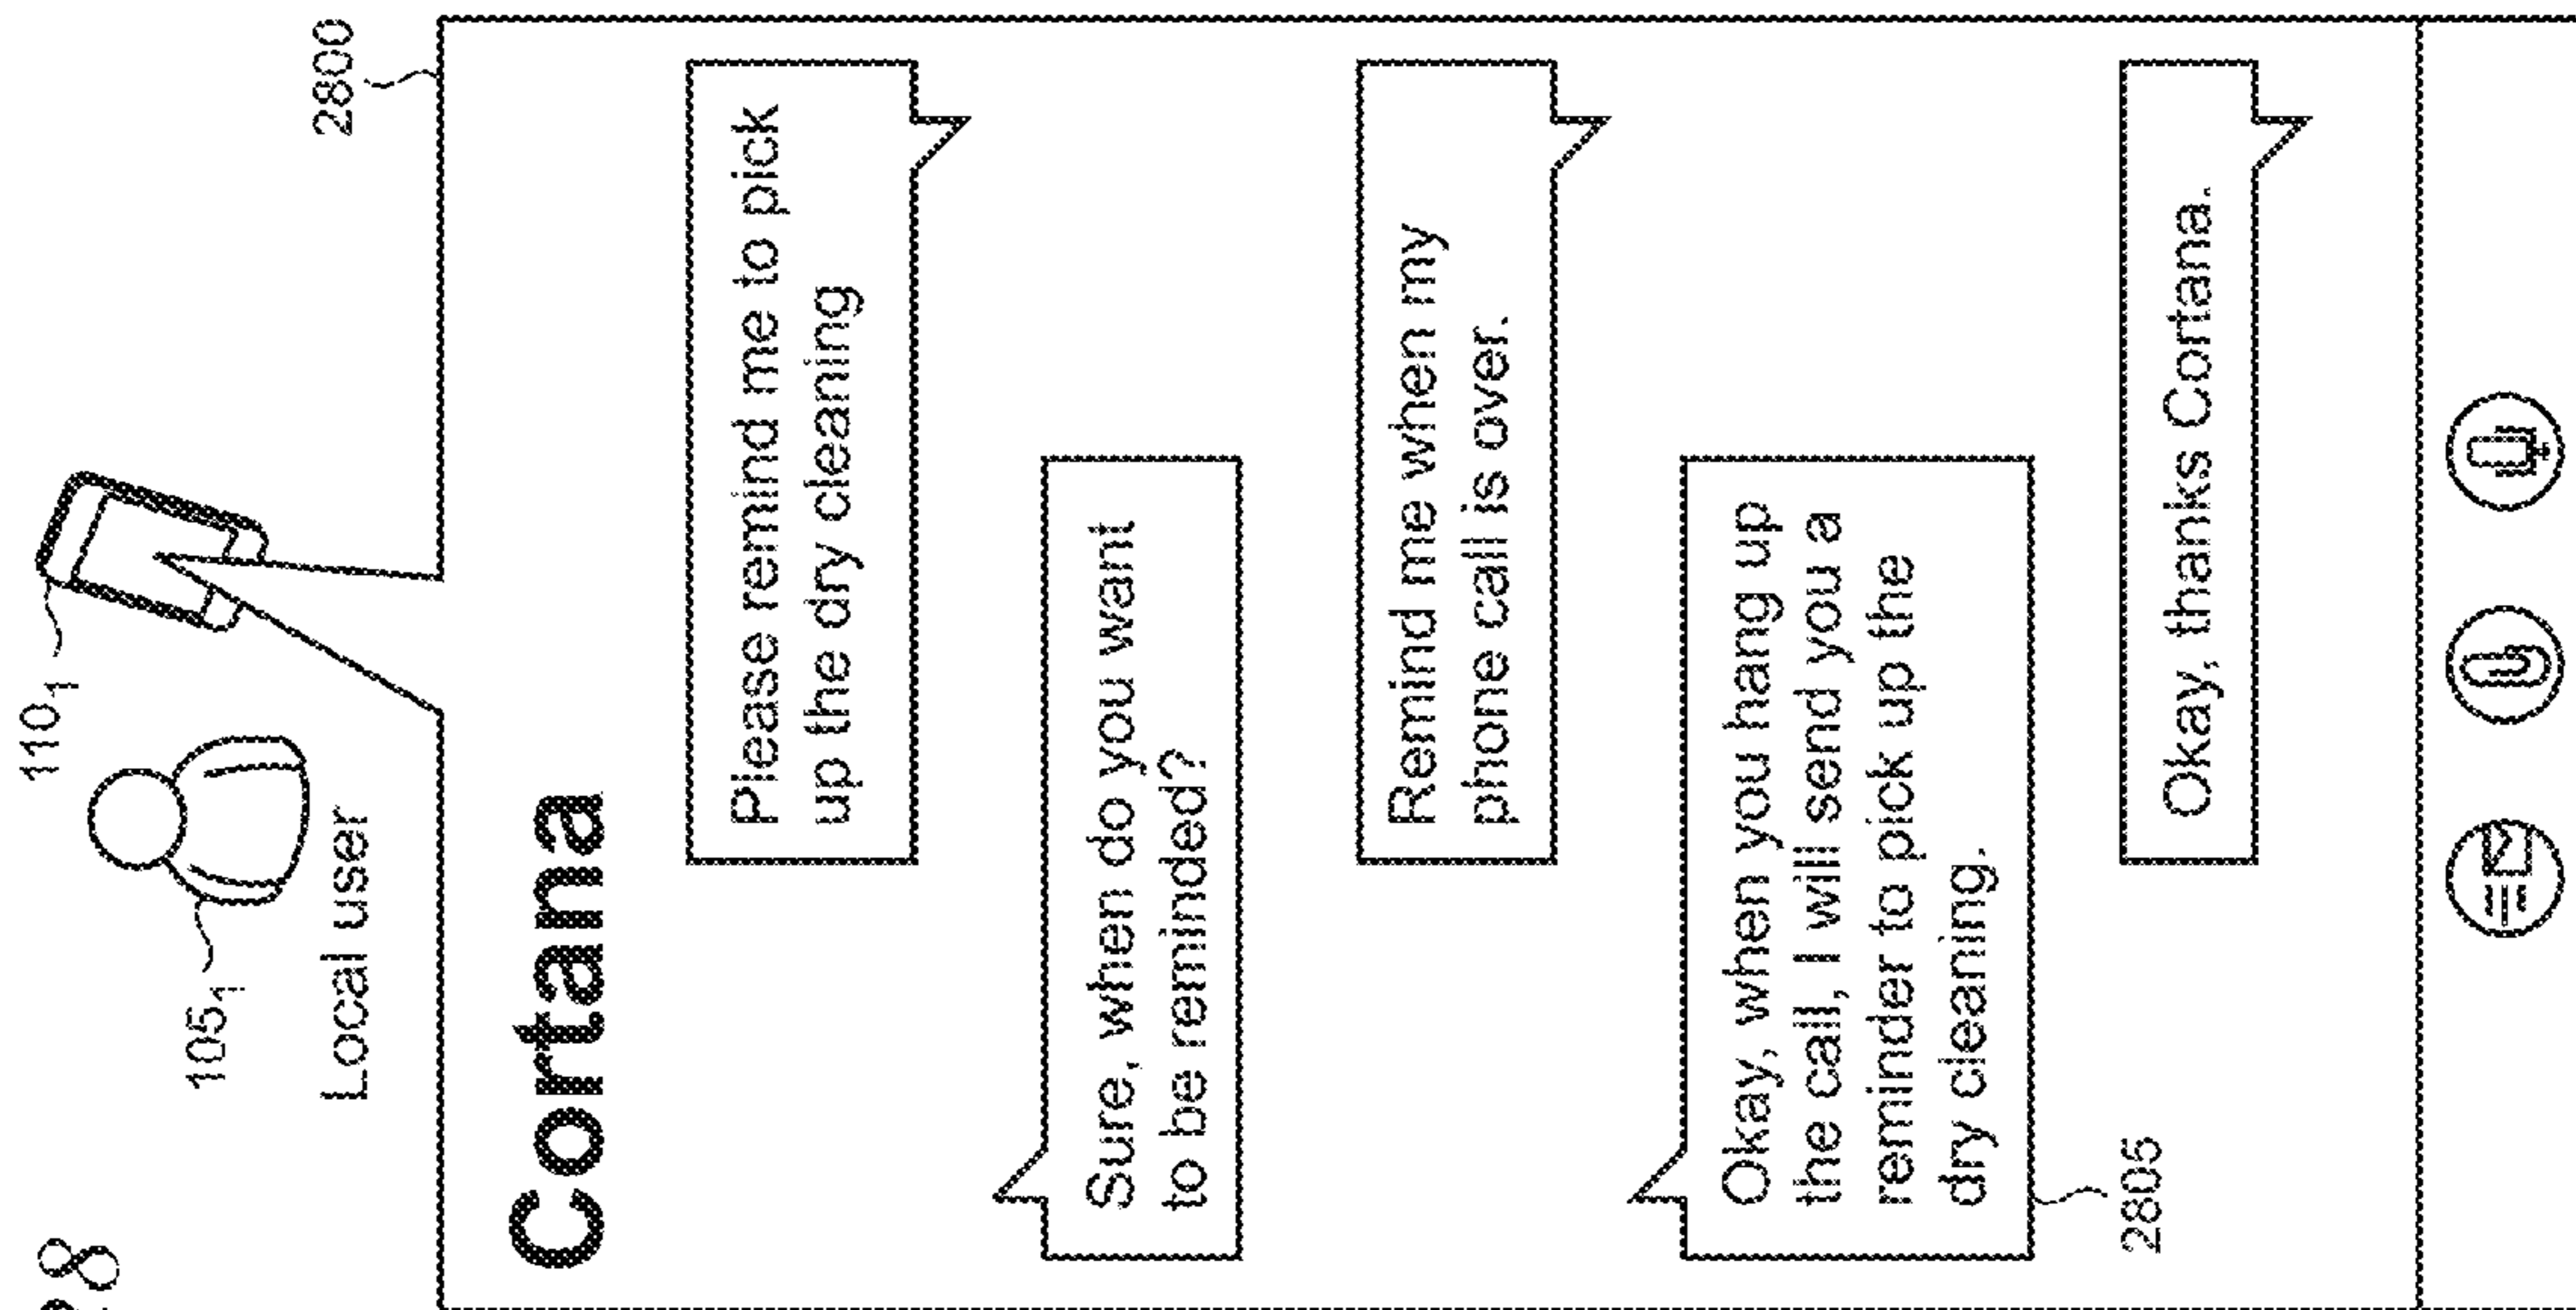 8
105₁
110₁
Local user
2800
Cortana
Please remind me to pick
up the dry cleaning
Sure, when do you want
to be reminded?
Remind me when my
phone call is over.
Okay, when you hang up
the call, I will send you a
reminder to pick up the
dry cleaning.
2805
Okay, thanks Cortana.